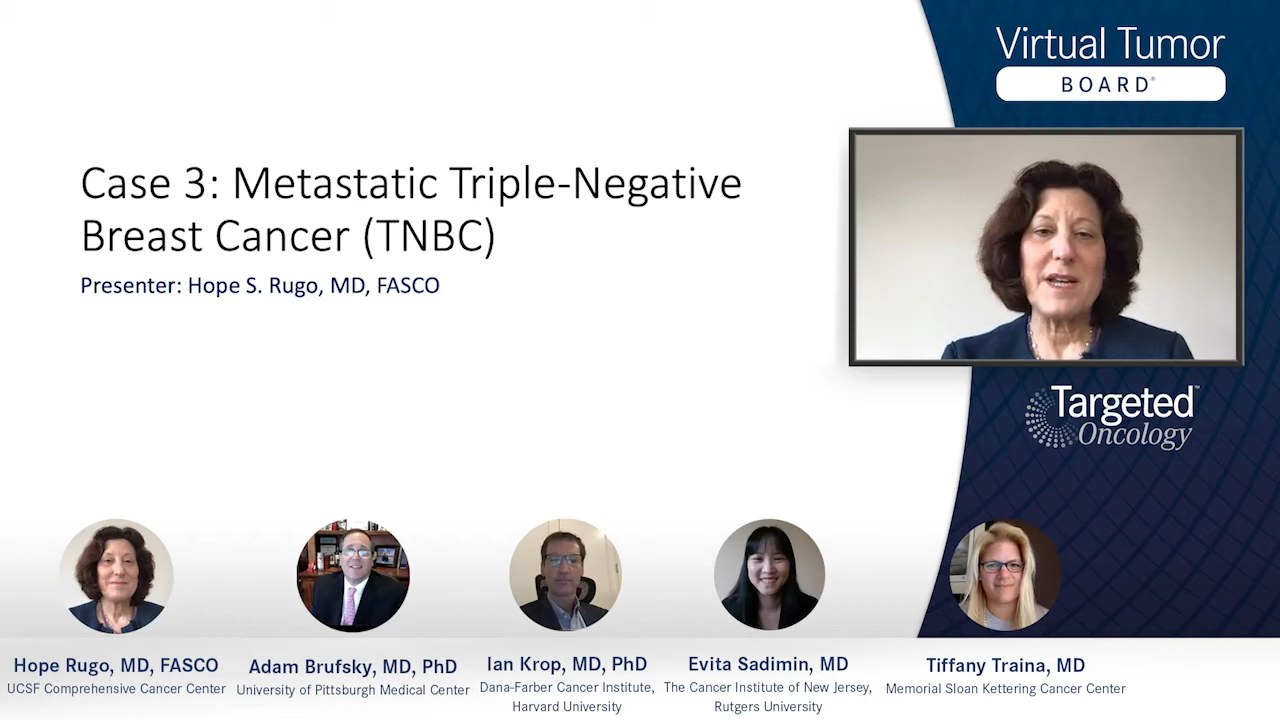 Virtual Tumor
BOARD®
Case 3: Metastatic Triple-Negative
Breast Cancer (TNBC)
Presenter: Hope S. Rugo, MD, FASCO
Targeted™
Oncology
Hope Rugo, MD, FASCO
UCSF Comprehensive Cancer Center
Adam Brufsky, MD, PhD
University of Pittsburgh Medical Center
Ian Krop, MD, PhD
Dana-Farber Cancer Institute,
Harvard University
Evita Sadimin, MD
The Cancer Institute of New Jersey,
Rutgers University
Tiffany Traina, MD
Memorial Sloan Kettering Cancer Center